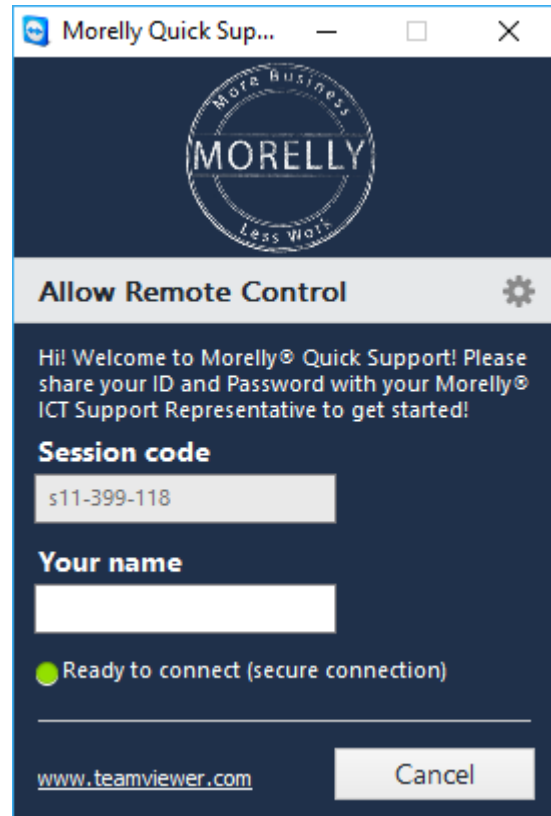 Morelly Quick Sup...
More Business
MORELLY
Less Work
Allow Remote Control
Hi! Welcome to Morelly® Quick Support! Please
share your ID and Password with your Morelly®
ICT Support Representative to get started!
Session code
s11-399-118
Your name
Ready to connect (secure connection)
www.teamviewer.com
Cancel